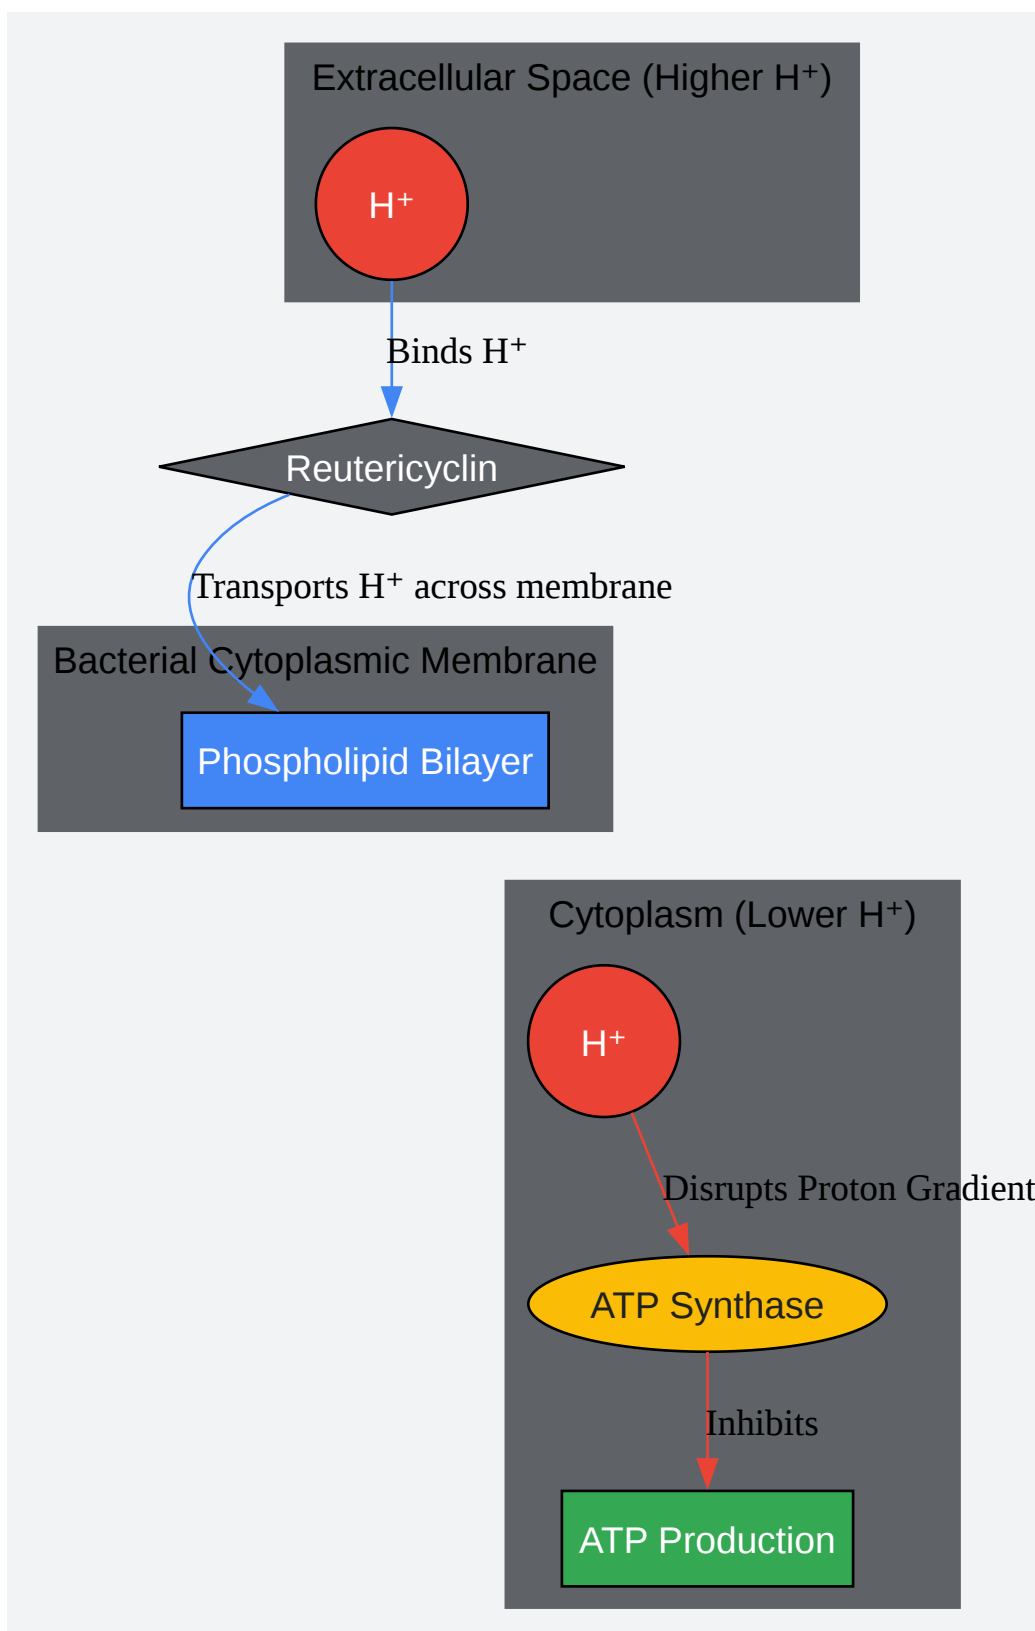 Extracellular Space (Higher H⁺)
H⁺
Binds H⁺
Reutericyclin
Transports H⁺ across membrane
Bacterial Cytoplasmic Membrane
Phospholipid Bilayer
Cytoplasm (Lower H⁺)
H⁺
Disrupts Proton Gradient
ATP Synthase
Inhibits
ATP Production